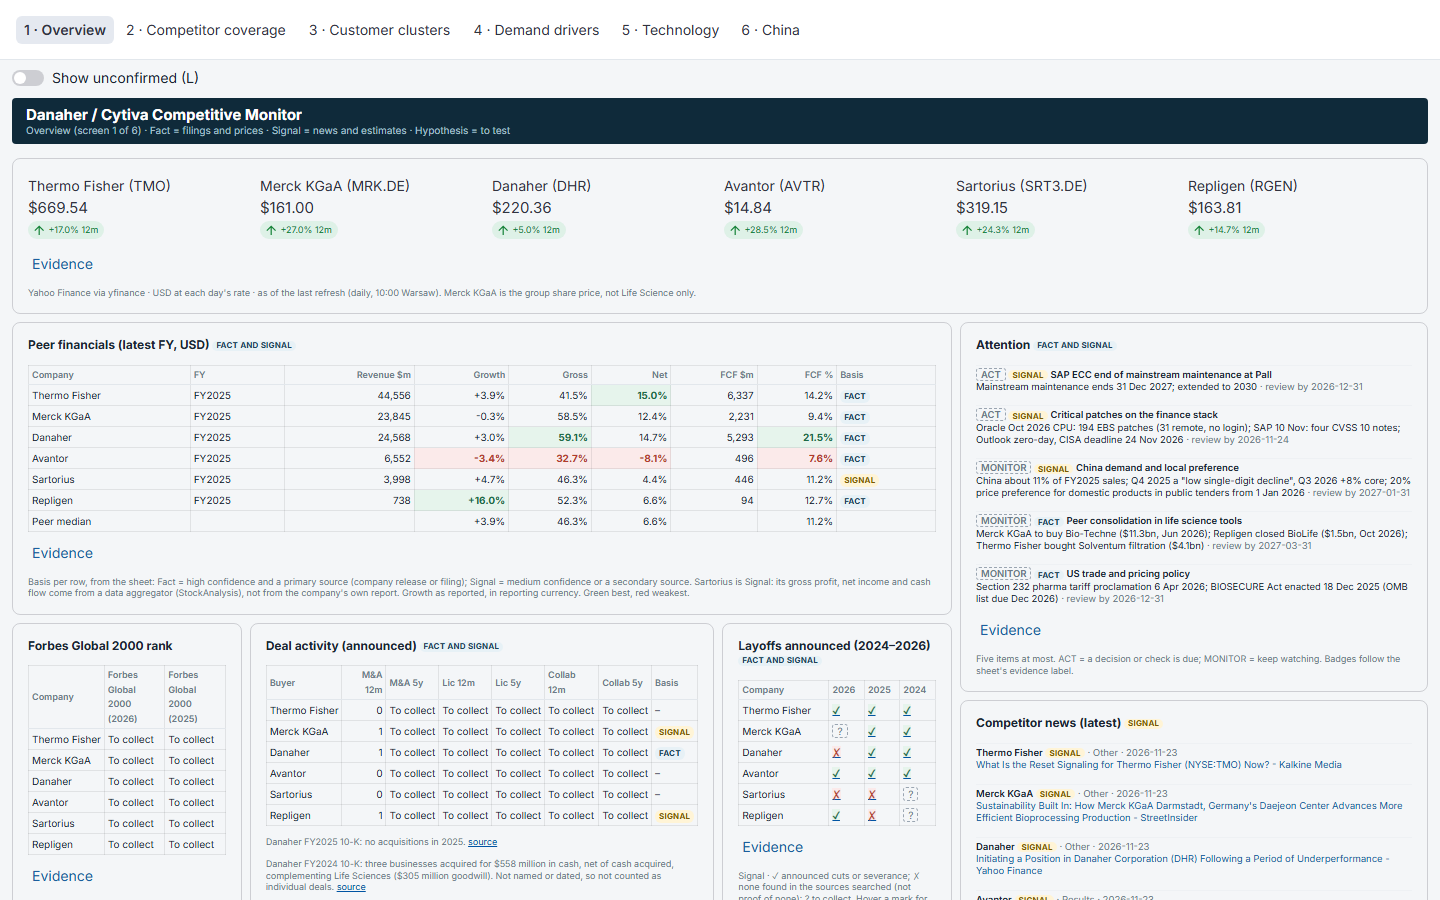 1 · Overview 2 · Competitor coverage 3 · Customer clusters 4 · Demand drivers 5 · Technology 6 · China
Show unconfirmed (L)
Danaher / Cytiva Competitive Monitor
Overview (screen 1 of 6) · Fact = filings and prices · Signal = news and estimates · Hypothesis = to test
Thermo Fisher (TMO) Merck KGaA (MRK.DE) Danaher (DHR) Avantor (AVTR) Sartorius (SRT3.DE) Repligen (RGEN)
$669.54 $161.00 $220.36 $14.84 $319.15 $163.81
↑ +17.0% 12m ↑ +27.0% 12m ↑ +5.0% 12m ↑ +28.5% 12m ↑ +24.3% 12m ↑ +14.7% 12m
Evidence
Yahoo Finance via yfinance · USD at each day's rate · as of the last refresh (daily, 10:00 Warsaw). Merck KGaA is the group share price, not Life Science only.
Peer financials (latest FY, USD) FACT AND SIGNAL
Company FY Revenue $m Growth Gross Net FCF $m FCF % Basis
Thermo Fisher FY2025 44,556 +3.9% 41.5% 15.0% 6,337 14.2% FACT
Merck KGaA FY2025 23,845 -0.3% 58.5% 12.4% 2,231 9.4% FACT
Danaher FY2025 24,568 +3.0% 59.1% 14.7% 5,293 21.5% FACT
Avantor FY2025 6,552 -3.4% 32.7% -8.1% 496 7.6% FACT
Sartorius FY2025 3,998 +4.7% 46.3% 4.4% 446 11.2% SIGNAL
Repligen FY2025 738 +16.0% 52.3% 6.6% 94 12.7% FACT
Peer median +3.9% 46.3% 6.6% 11.2%
Evidence
Basis per row, from the sheet: Fact = high confidence and a primary source (company release or filing); Signal = medium confidence or a secondary source. Sartorius is Signal: its gross profit, net income and cash
flow come from a data aggregator (StockAnalysis), not from the company's own report. Growth as reported, in reporting currency. Green best, red weakest.
Attention FACT AND SIGNAL
ACT SIGNAL SAP ECC end of mainstream maintenance at Pall
Mainstream maintenance ends 31 Dec 2027; extended to 2030 · review by 2026-12-31
ACT SIGNAL Critical patches on the finance stack
Oracle Oct 2026 CPU: 194 EBS patches (31 remote, no login); SAP 10 Nov: four CVSS 10 notes;
Outlook zero-day, CISA deadline 24 Nov 2026 · review by 2026-11-24
MONITOR SIGNAL China demand and local preference
China about 11% of FY2025 sales; Q4 2025 a "low single-digit decline", Q3 2026 +8% core; 20%
price preference for domestic products in public tenders from 1 Jan 2026 · review by 2027-01-31
MONITOR FACT Peer consolidation in life science tools
Merck KGaA to buy Bio-Techne ($11.3bn, Jun 2026); Repligen closed BioLife ($1.5bn, Oct 2026);
Thermo Fisher bought Solventum filtration ($4.1bn) · review by 2027-03-31
MONITOR FACT US trade and pricing policy
Section 232 pharma tariff proclamation 6 Apr 2026; BIOSECURE Act enacted 18 Dec 2025 (OMB
list due Dec 2026) · review by 2026-12-31
Evidence
Five items at most. ACT = a decision or check is due; MONITOR = keep watching. Badges follow the
sheet's evidence label.
Forbes Global 2000 rank
Company Forbes Global 2000 (2026) Forbes Global 2000 (2025)
Thermo Fisher To collect To collect
Merck KGaA To collect To collect
Danaher To collect To collect
Avantor To collect To collect
Sartorius To collect To collect
Repligen To collect To collect
Evidence
Deal activity (announced) FACT AND SIGNAL
Buyer M&A 12m M&A 5y Lic 12m Lic 5y Collab 12m Collab 5y Basis
Thermo Fisher 0 To collect To collect To collect To collect To collect –
Merck KGaA 1 To collect To collect To collect To collect To collect SIGNAL
Danaher 1 To collect To collect To collect To collect To collect FACT
Avantor 0 To collect To collect To collect To collect To collect –
Sartorius 0 To collect To collect To collect To collect To collect –
Repligen 1 To collect To collect To collect To collect To collect SIGNAL
Danaher FY2025 10-K: no acquisitions in 2025. source
Danaher FY2024 10-K: three businesses acquired for $558 million in cash, net of cash acquired,
complementing Life Sciences ($305 million goodwill). Not named or dated, so not counted as
individual deals. source
Layoffs announced (2024–2026)
FACT AND SIGNAL
Company 2026 2025 2024
Thermo Fisher ✓ ✓ ✓
Merck KGaA ? ✓ ✓
Danaher ✗ ✓ ✓
Avantor ✓ ✓ ✓
Sartorius ✗ ✗ ?
Repligen ✓ ✗ ?
Evidence
Signal · ✓ announced cuts or severance; ✗
none found in the sources searched (not
proof of none); ? to collect. Hover a mark for
Competitor news (latest) SIGNAL
Thermo Fisher SIGNAL · Other · 2026-11-23
What Is the Reset Signaling for Thermo Fisher (NYSE:TMO) Now? - Kalkine Media
Merck KGaA SIGNAL · Other · 2026-11-23
Sustainability Built In: How Merck KGaA Darmstadt, Germany's Daejeon Center Advances More
Efficient Bioprocessing Production - StreetInsider
Danaher SIGNAL · Other · 2026-11-23
Initiating a Position in Danaher Corporation (DHR) Following a Period of Underperformance -
Yahoo Finance
Avantor SIGNAL · Results · 2026-11-23